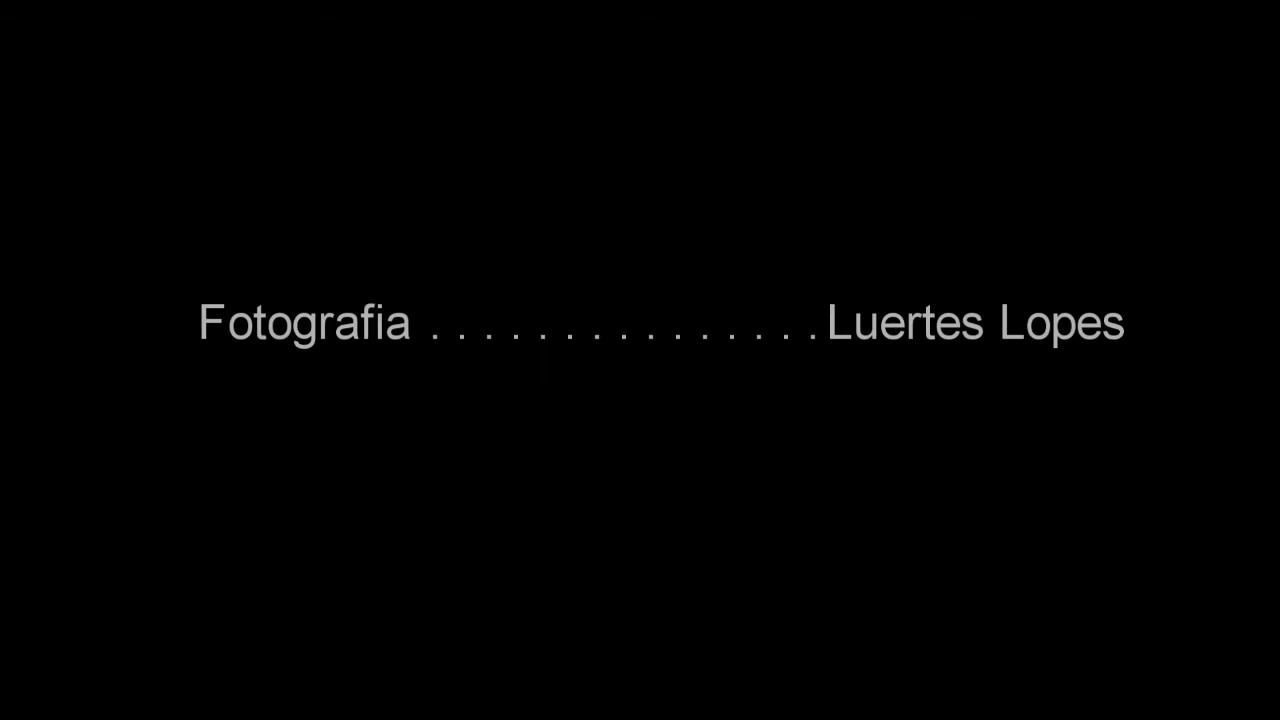 Fotografia . . . . . . . . . . . . . . . Luertes Lopes